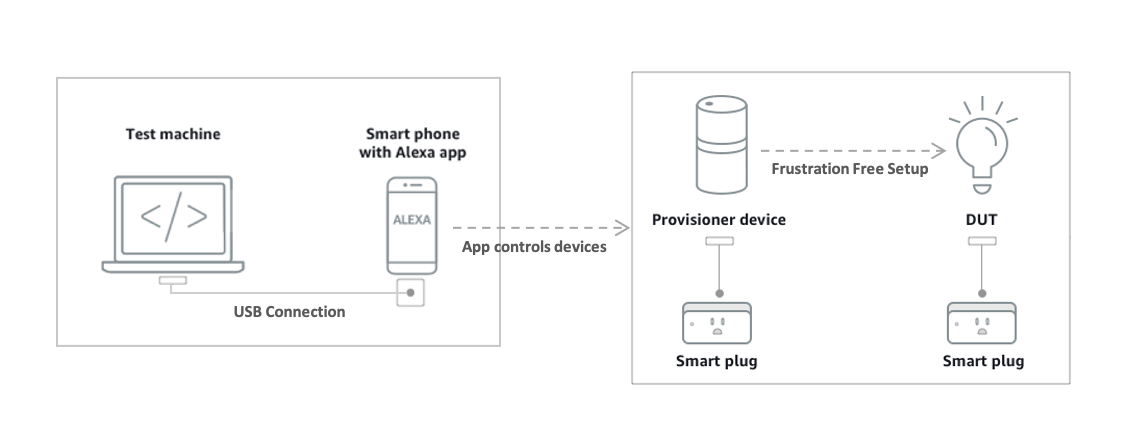 Test machine
Smart phone
with Alexa app
</>
ALEXA
USB Connection
App controls devices
Frustration Free Setup
Provisioner device
DUT
Smart plug
Smart plug